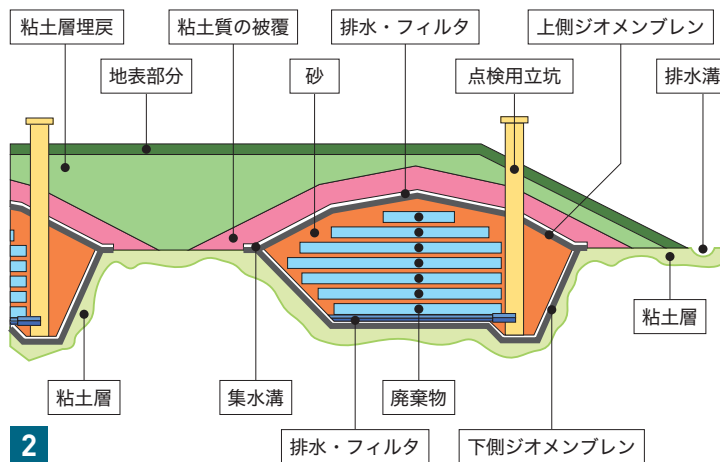 粘土層埋戻
粘土質の被覆
排水・フィルタ
上側ジオメンブレン
地表部分
砂
点検用立坑
排水溝
粘土層
粘土層
集水溝
廃棄物
排水・フィルタ
下側ジオメンブレン
2